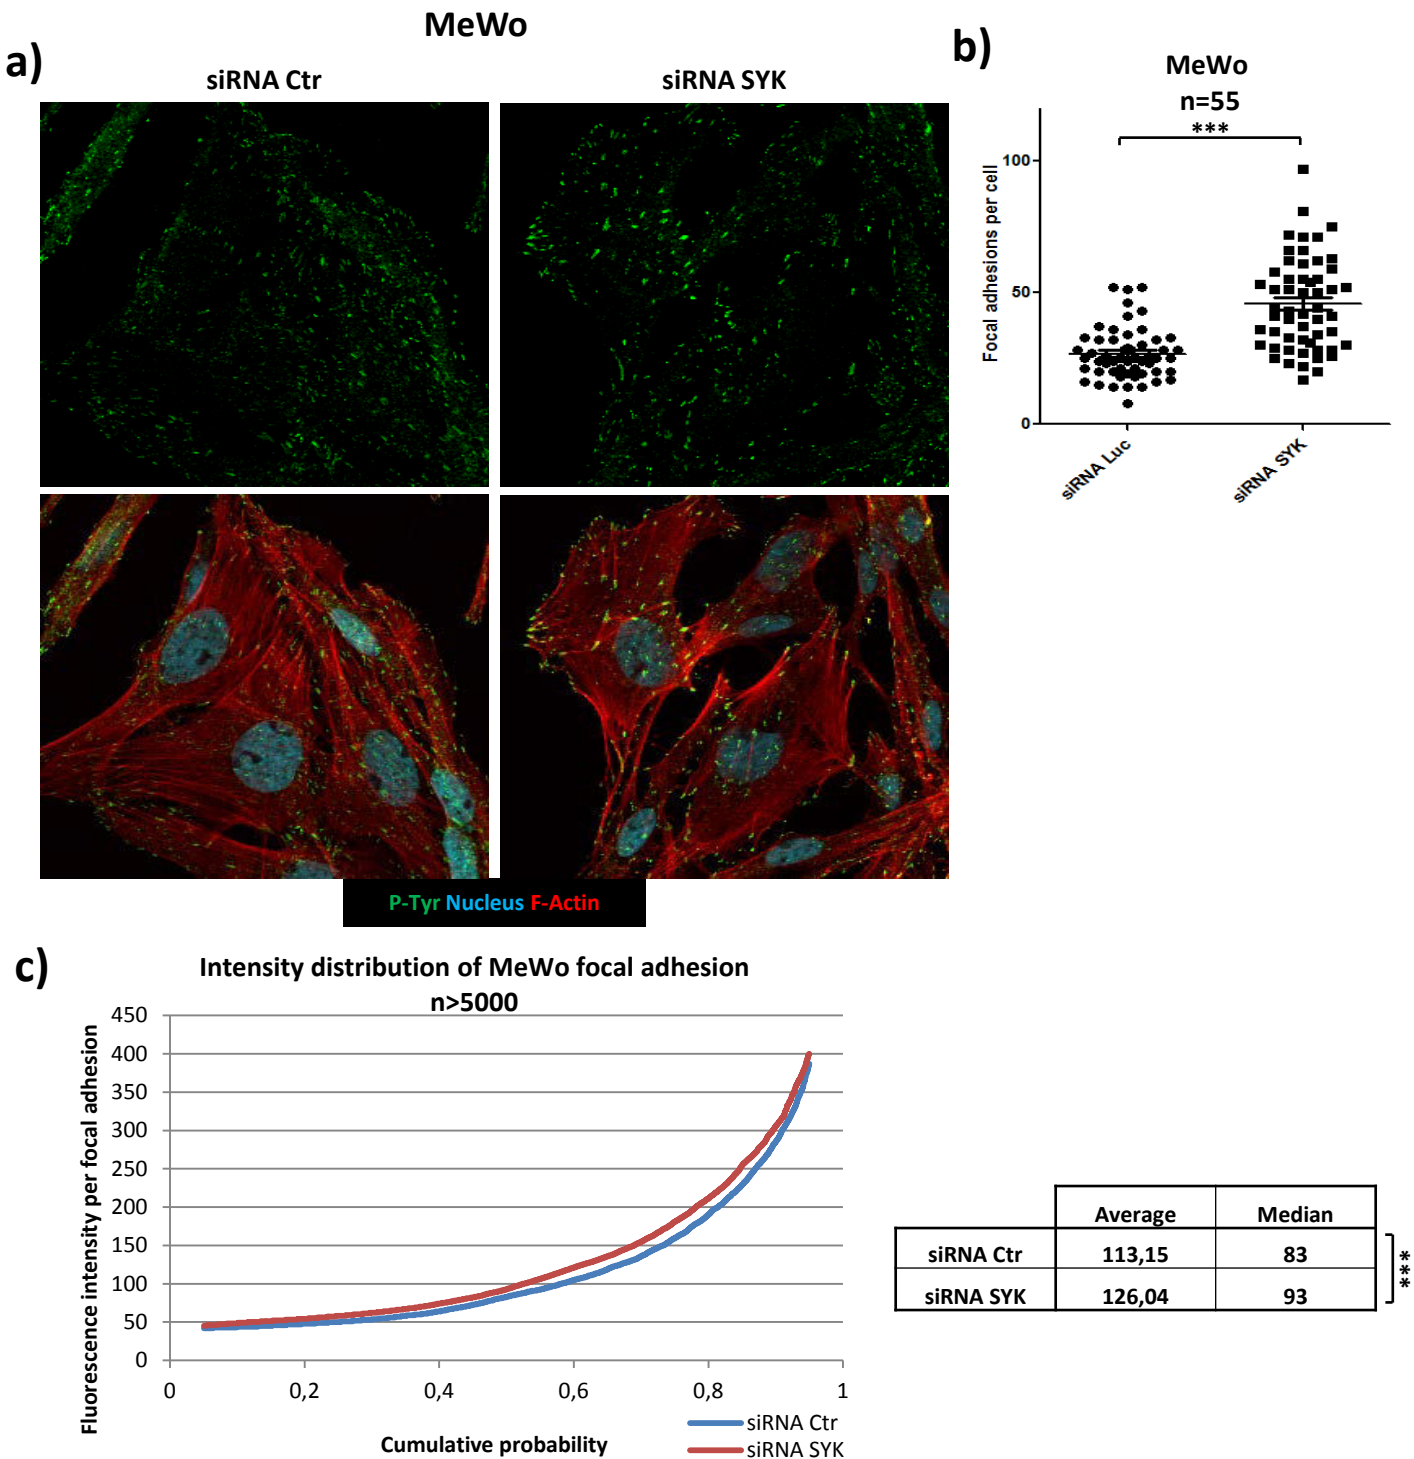 MeWo
a)
siRNA Ctr
siRNA SYK
P-Tyr Nucleus F-Actin
b)
MeWo
n=55
***
Focal adhesions per cell
100
50
0
siRNA Luc
siRNA SYK
c)
Intensity distribution of MeWo focal adhesion
n>5000
Fluorescence intensity per focal adhesion
450
400
350
300
250
200
150
100
50
0
0
0,2
0,4
0,6
0,8
1
Cumulative probability
siRNA Ctr
siRNA SYK
Average Median
siRNA Ctr 113,15 83
siRNA SYK 126,04 93
***